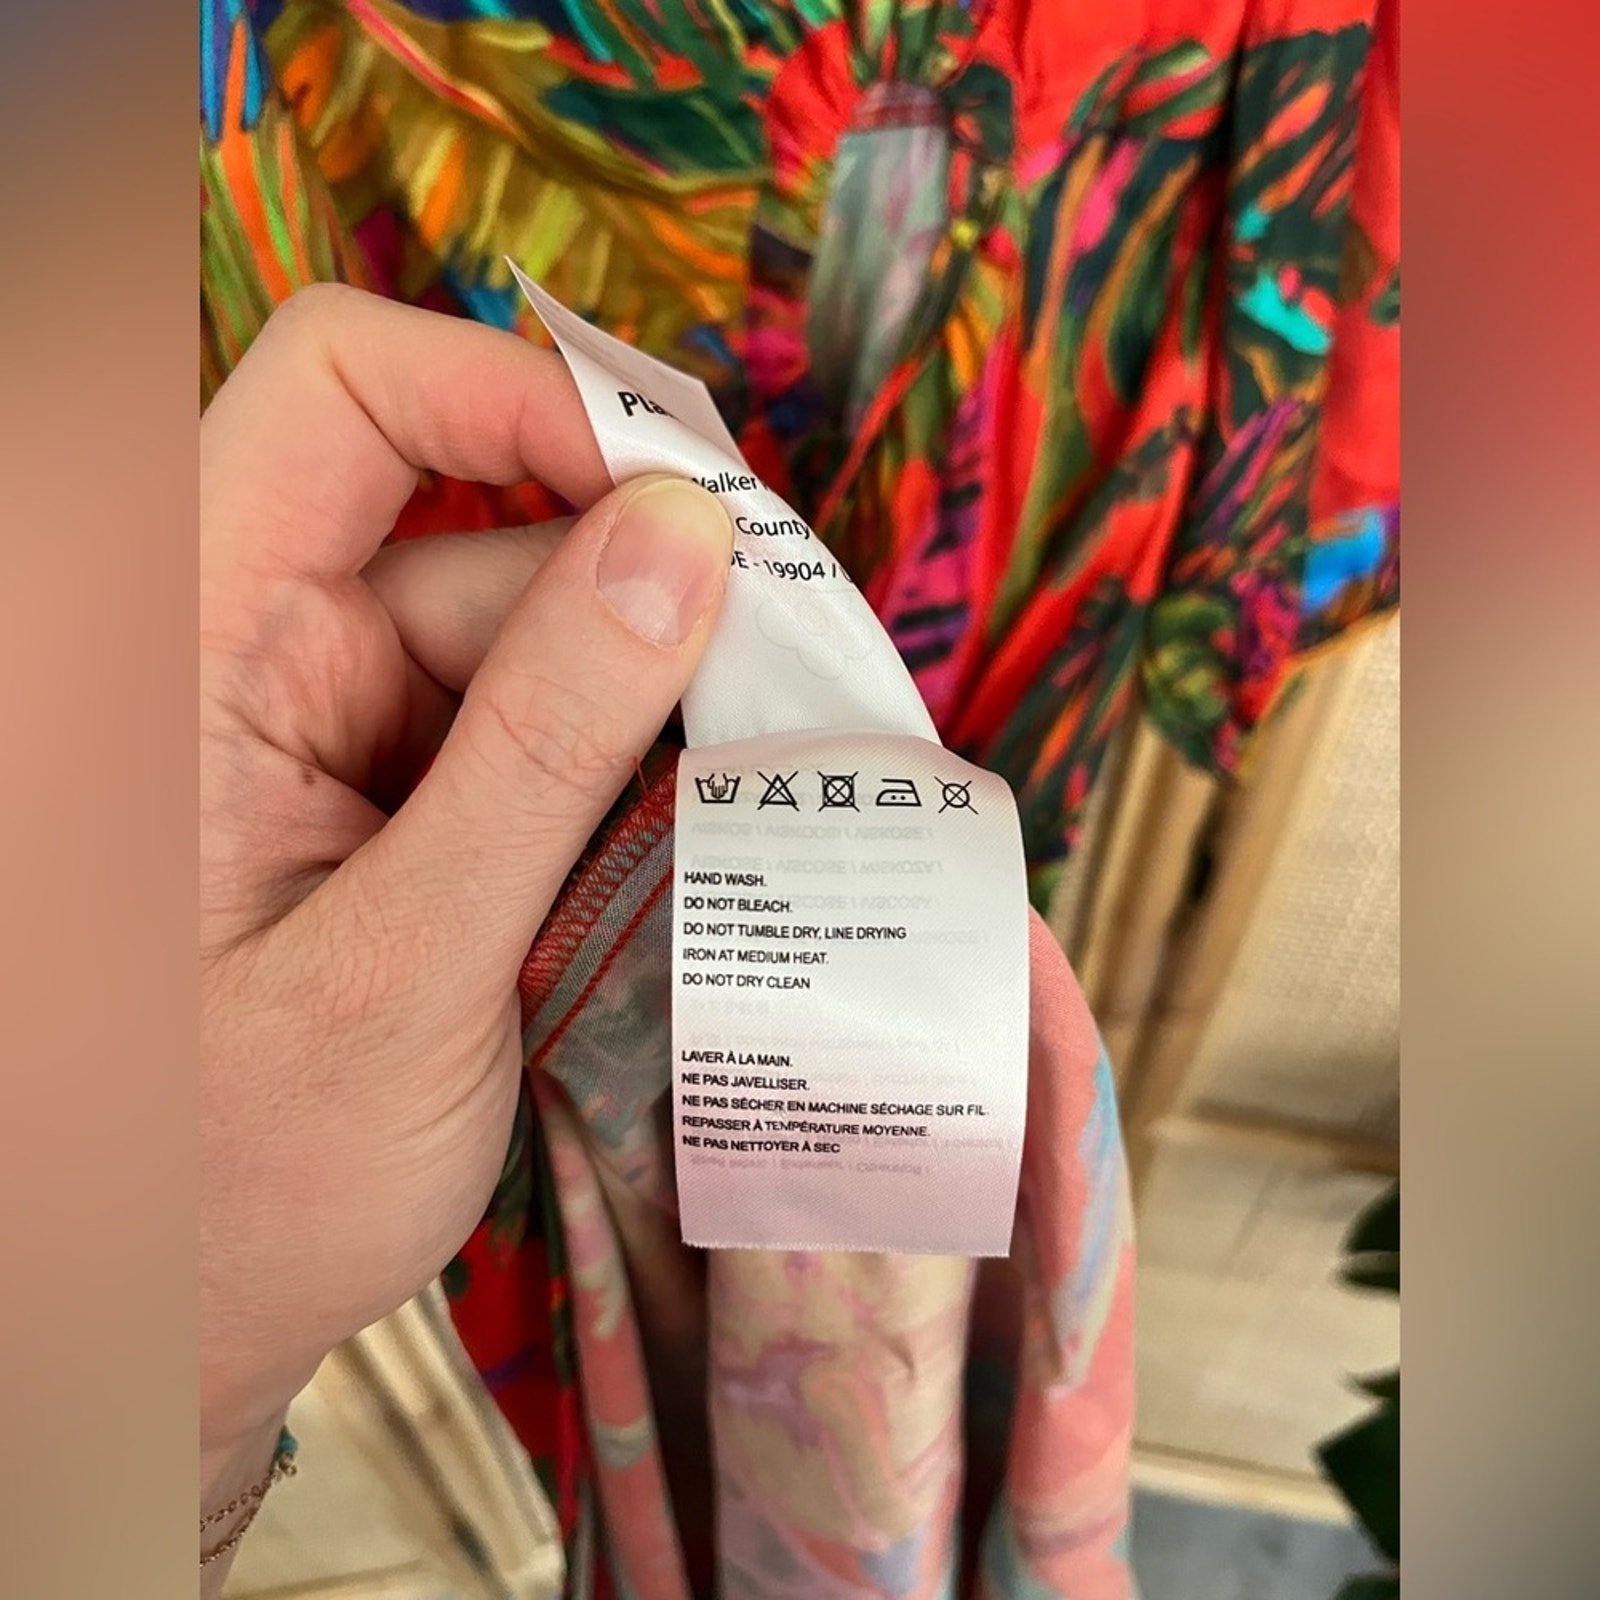 County
DE - 19904 /
HAND WASH.
DO NOT BLEACH.
DO NOT TUMBLE DRY, LINE DRYING
IRON AT MEDIUM HEAT.
DO NOT DRY CLEAN
LAVER À LA MAIN.
NE PAS JAVELLISER.
NE PAS SÉCHER EN MACHINE SÉCHAGE SUR FIL.
REPASSER À TEMPÉRATURE MOYENNE.
NE PAS NETTOYER À SEC